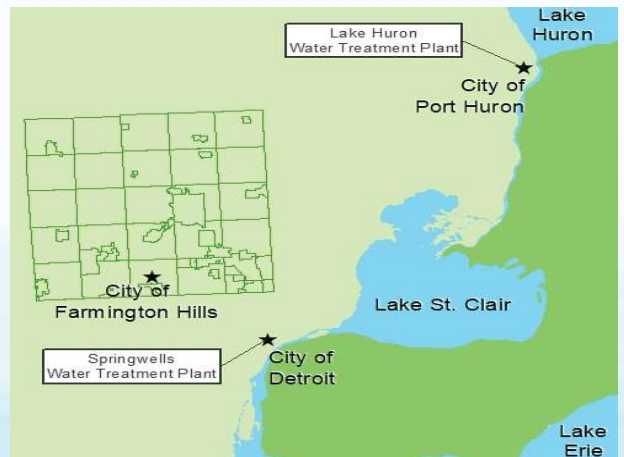 Lake
Huron
Lake Huron
Water Treatment Plant
City of
Port Huron
City of
Farmington Hills
Lake St. Clair
Springwells
Water Treatment Plant
City of
Detroit
Lake
Erie